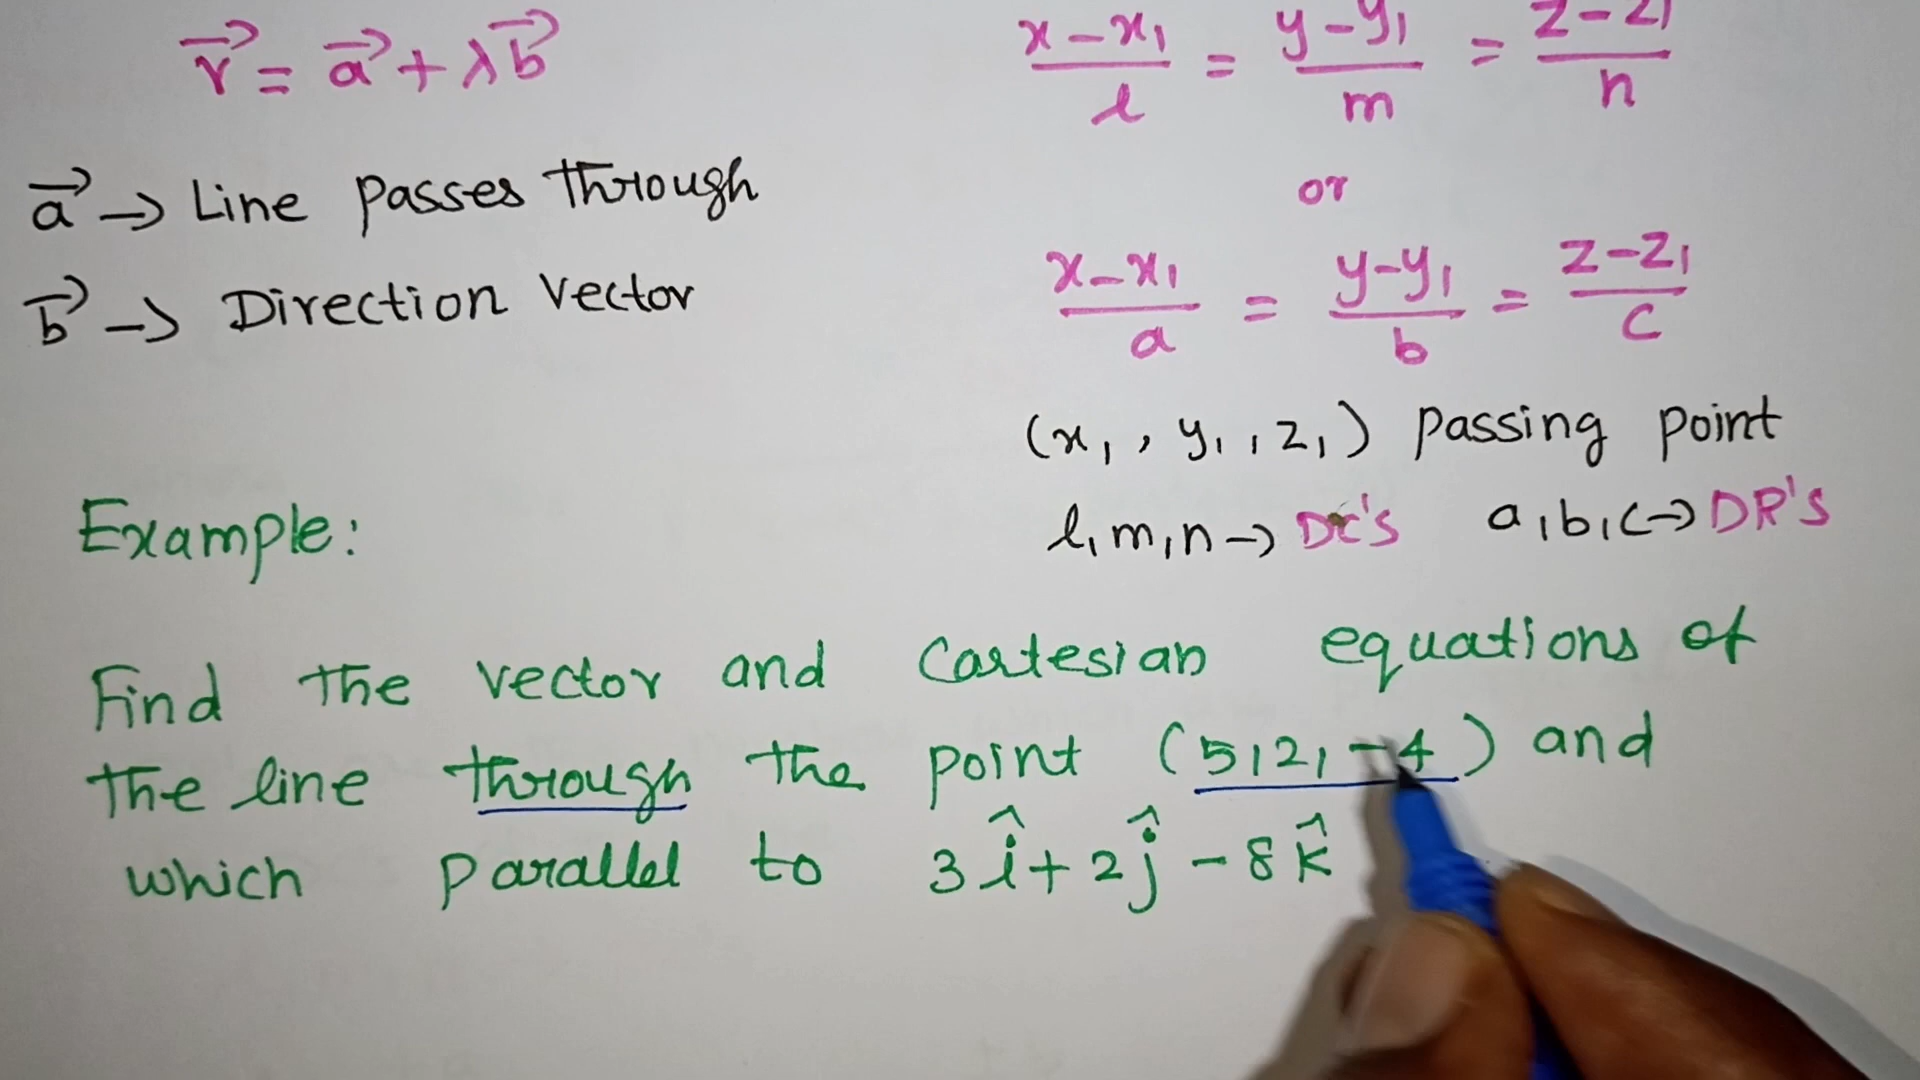 r⃗ = a⃗ + λb⃗
a⃗ → Line passes through
b⃗ → Direction vector
x-x₁/l = y-y₁/m = z-z₁/n
or
x-x₁/a = y-y₁/b = z-z₁/c
(x₁, y₁, z₁) passing point
l, m, n → DC's a, b, c → DR's
Example:
Find the vector and Cartesian equations of
the line through the point (5, 2, -4) and
which parallel to 3î + 2ĵ - 8k̂